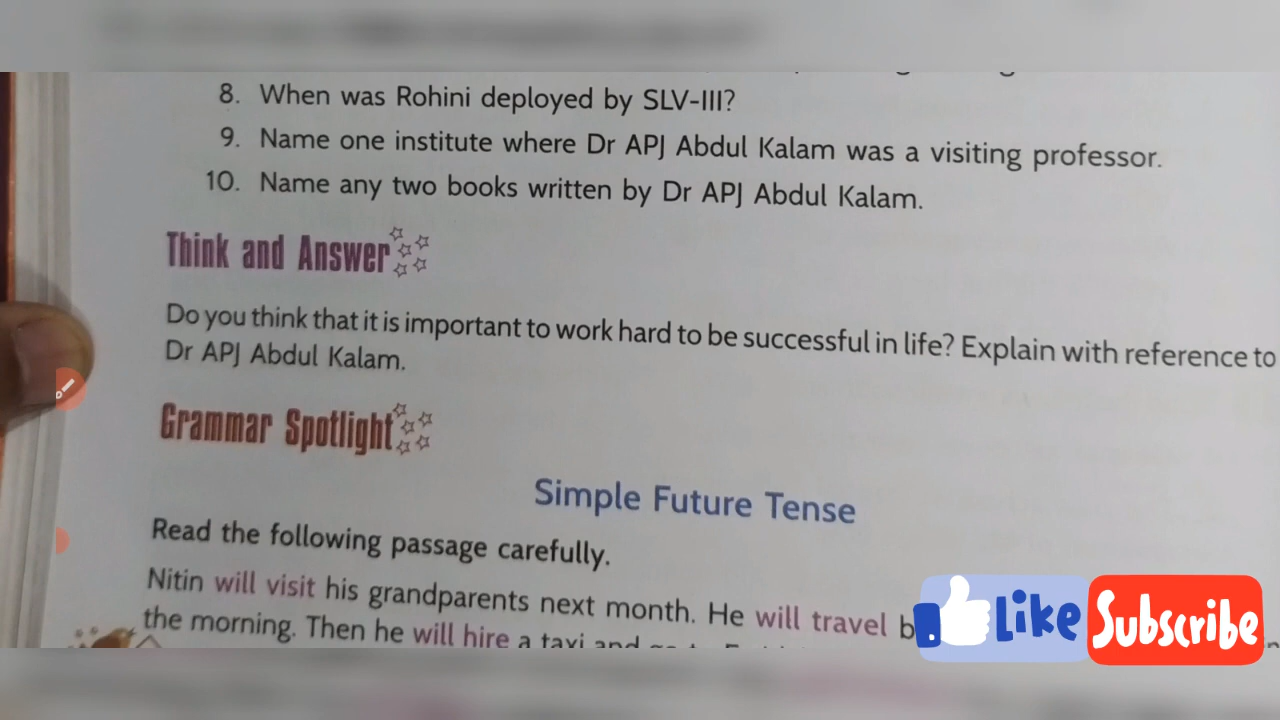 8. When was Rohini deployed by SLV-III?
9. Name one institute where Dr APJ Abdul Kalam was a visiting professor.
10. Name any two books written by Dr APJ Abdul Kalam.
Think and Answer
Do you think that it is important to work hard to be successful in life? Explain with reference to
Dr APJ Abdul Kalam.
Grammar Spotlight
Simple Future Tense
Read the following passage carefully.
Nitin will visit his grandparents next month. He will travel
the morning. Then he will hire a taxi and
Like Subscribe